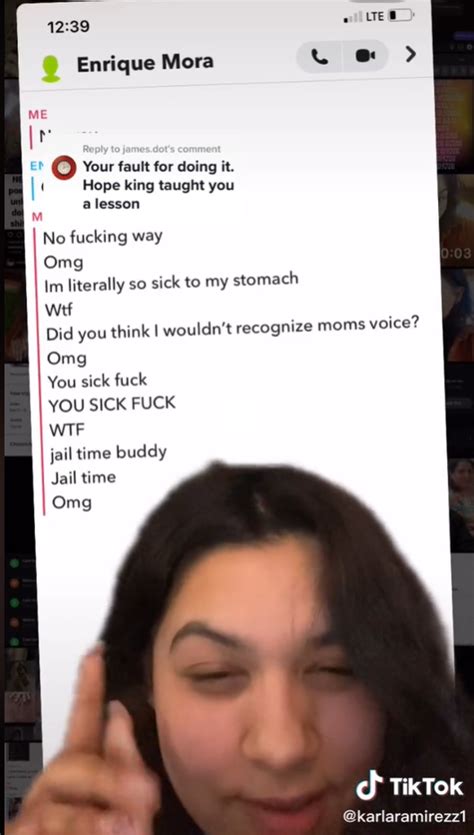 12:39
LTE
Enrique Mora
ME
Reply to james.dot's comment
Your fault for doing it.
Hope king taught you
a lesson
M
No fucking way
Omg
Im literally so sick to my stomach
Wtf
Did you think I wouldn't recognize moms voice?
Omg
You sick fuck
YOU SICK FUCK
WTF
jail time buddy
Jail time
Omg
0:03
TikTok
@karlaramirezz1